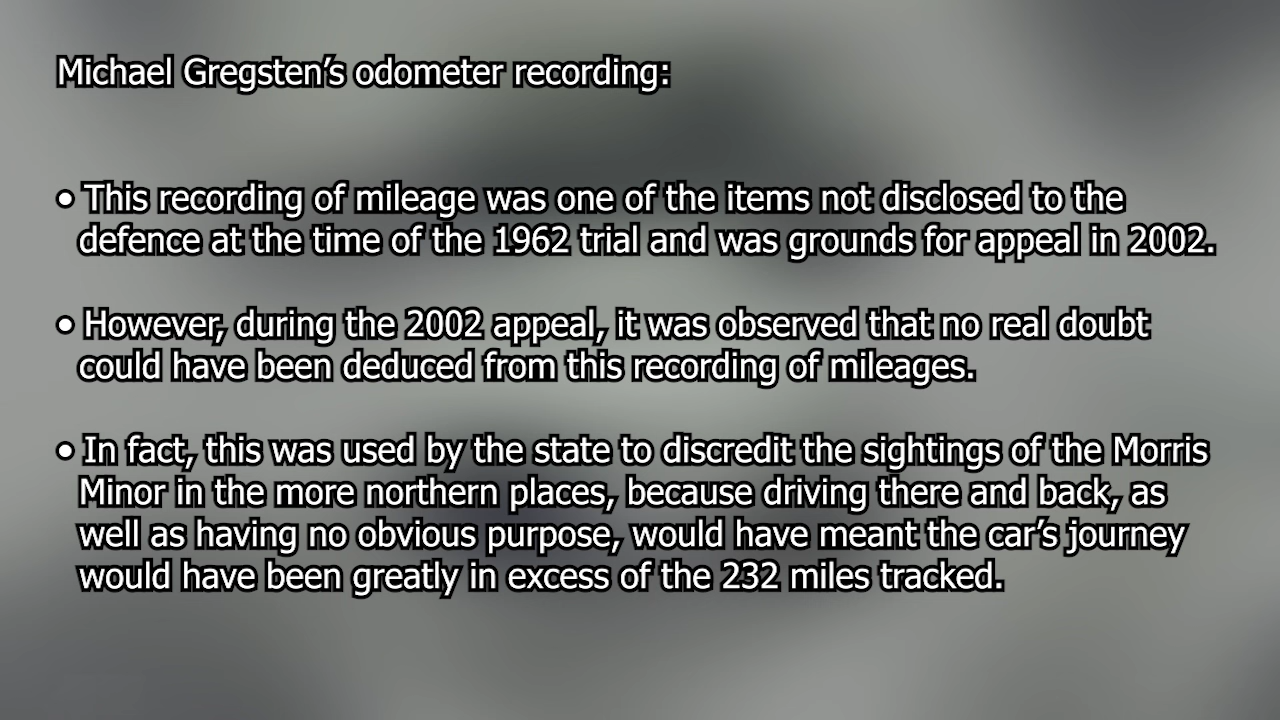 Michael Gregsten’s odometer recording:
• This recording of mileage was one of the items not disclosed to the
defence at the time of the 1962 trial and was grounds for appeal in 2002.
• However, during the 2002 appeal, it was observed that no real doubt
could have been deduced from this recording of mileages.
• In fact, this was used by the state to discredit the sightings of the Morris
Minor in the more northern places, because driving there and back, as
well as having no obvious purpose, would have meant the car’s journey
would have been greatly in excess of the 232 miles tracked.